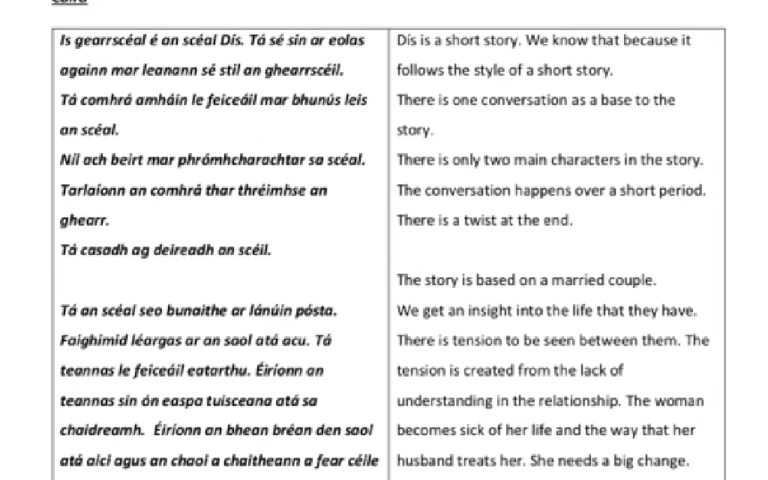 Is gearrscéal é an scéal Dís. Tá sé sin ar eolas
againn mar leanann sé stíl an ghearrscéil.
Tá comhrá amháin le feiceáil mar bhunús leis
an scéal.
Níl ach beirt mar phrómhcharachtar sa scéal.
Tarlaíonn an comhrá thar thréimhse an
ghearr.
Tá casadh ag deireadh an scéil.
Tá an scéal seo bunaithe ar lánúin pósta.
Faighimid léargas ar an saol atá acu. Tá
teannas le feiceáil eatarthu. Éiríonn an
teannas sin ón easpa tuisceana atá sa
chaidreamh. Éiríonn an bhean bréan den saol
atá aici agus an chaoi a chaitheann a fear céile
Dís is a short story. We know that because it
follows the style of a short story.
There is one conversation as a base to the
story.
There is only two main characters in the story.
The conversation happens over a short period.
There is a twist at the end.
The story is based on a married couple.
We get an insight into the life that they have.
There is tension to be seen between them. The
tension is created from the lack of
understanding in the relationship. The woman
becomes sick of her life and the way that her
husband treats her. She needs a big change.